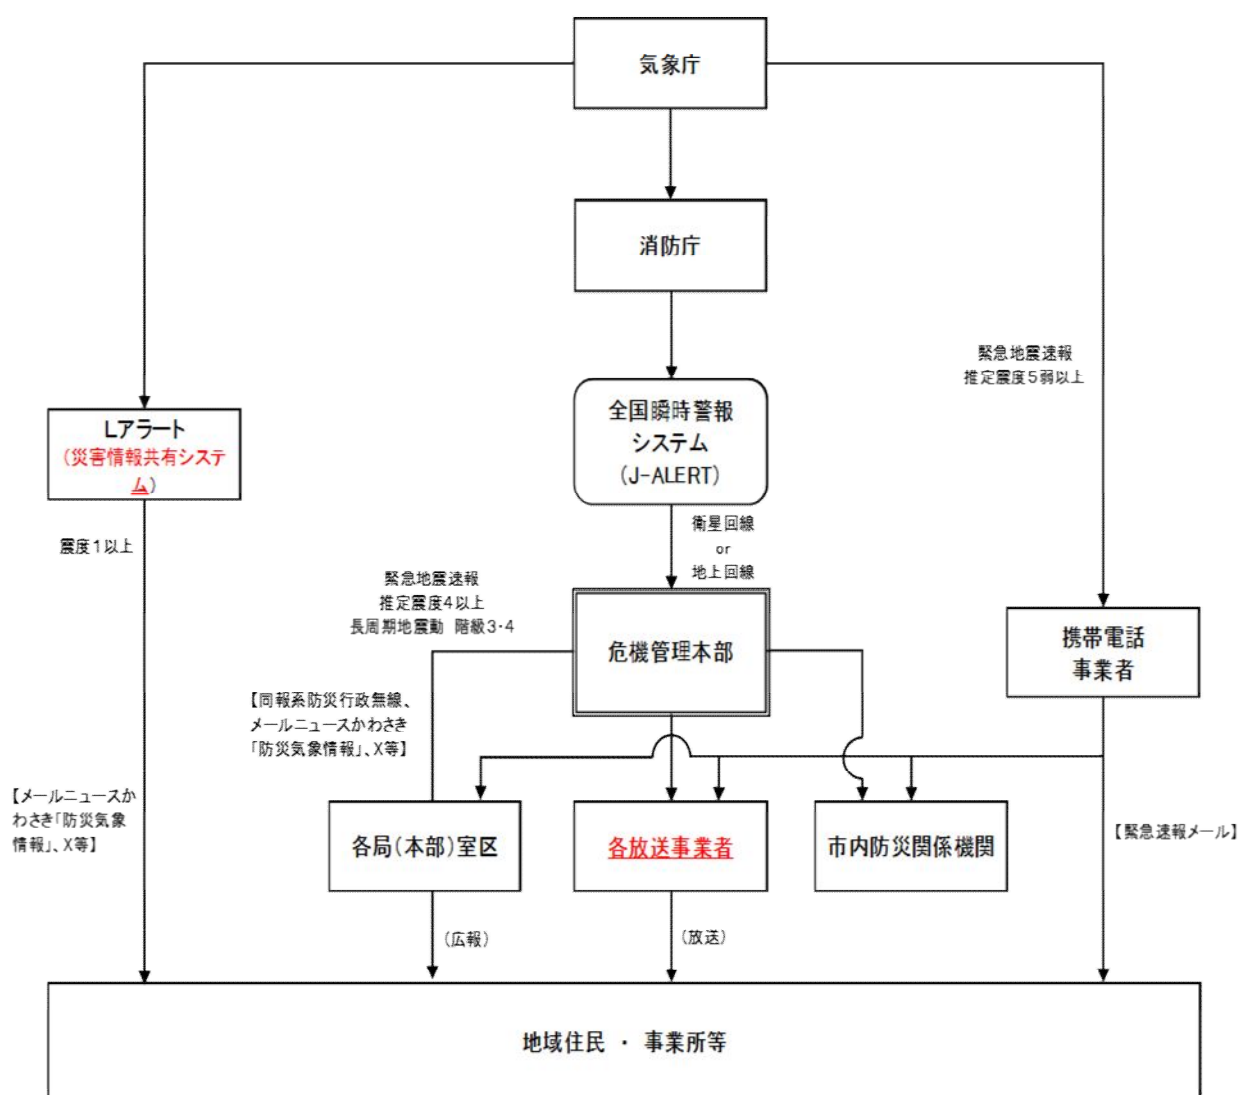 気象庁
消防庁
緊急地震速報
推定震度5弱以上
全国瞬時警報
システム
(J-ALERT)
Lアラート
(災害情報共有システ
ム)
震度1以上
衛星回線
or
地上回線
緊急地震速報
推定震度4以上
長周期地震動 階級3・4
危機管理本部
携帯電話
事業者
【同報系防災行政無線、
メールニュースかわさき
「防災気象情報」、X等】
【メールニュースか
わさき「防災気象
情報」、X等】
各局(本部)室区
各放送事業者
市内防災関係機関
【緊急速報メール】
(広報)
(放送)
地域住民 ・ 事業所等